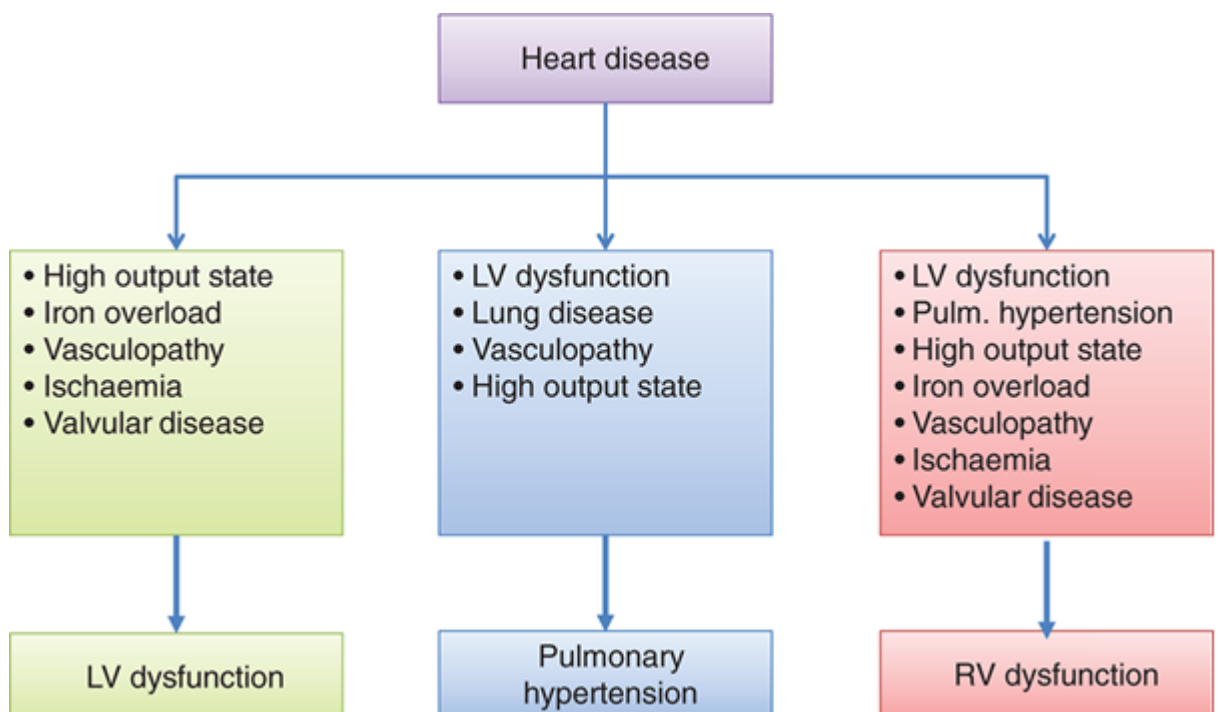 Heart disease
• High output state
• Iron overload
• Vasculopathy
• Ischaemia
• Valvular disease
• LV dysfunction
• Lung disease
• Vasculopathy
• High output state
• LV dysfunction
• Pulm. hypertension
• High output state
• Iron overload
• Vasculopathy
• Ischaemia
• Valvular disease
LV dysfunction
Pulmonary
hypertension
RV dysfunction